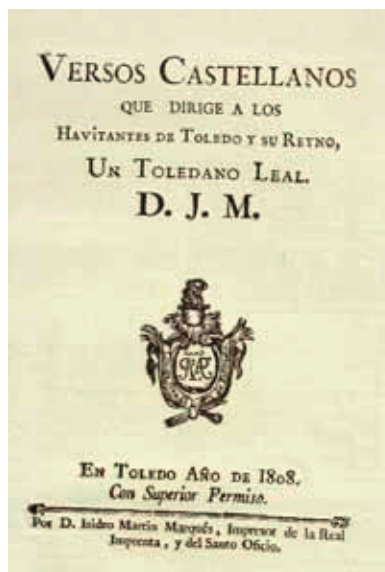 VERSOS CASTELLANOS
QUE DIRIGE A LOS
HAVITANTES DE TOLEDO Y SU REYNO,
UN TOLEDANO LEAL.
D. J. M.
EN TOLEDO AÑO DE 1808.
Con Superior Permiso.
Por D. Isidro Martin Marqués, Impresor de la Real
Imprenta, y del Santo Oficio.